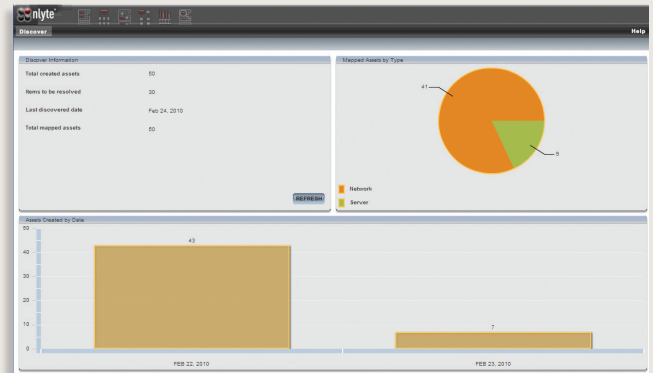 nlyte
Discover
Help
Discover Information
Total created assets 50
Items to be resolved 30
Last discovered date Feb 24, 2010
Total mapped assets 50
REFRESH
Mapped Assets by Type
41
9
Network
Server
Assets Created by Date
50
40
30
20
10
0
43
7
FEB 22, 2010
FEB 23, 2010